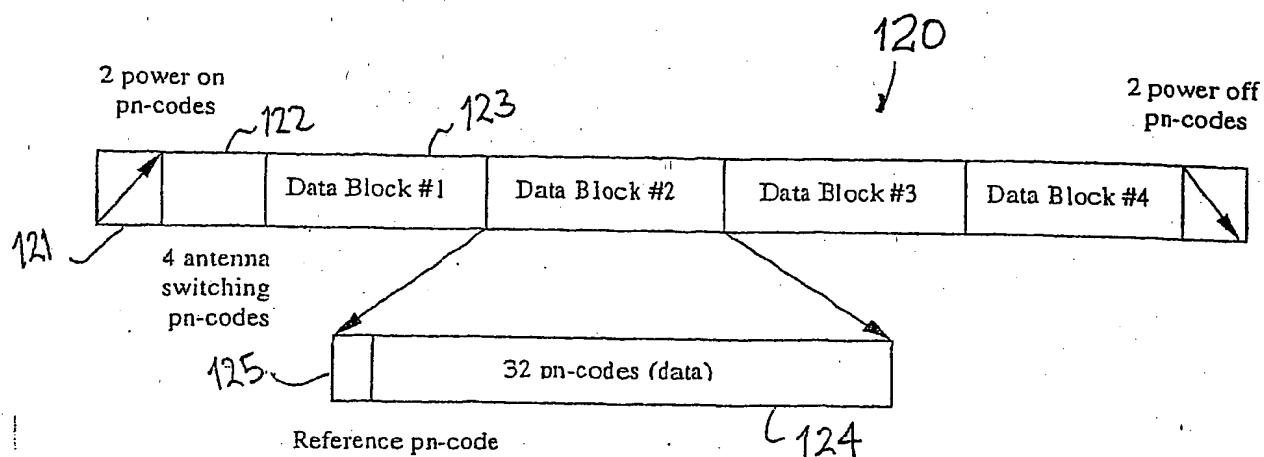 120
2 power on
pn-codes
2 power off
pn-codes
122
123
Data Block #1
Data Block #2
Data Block #3
Data Block #4
121
4 antenna
switching
pn-codes
125
32 pn-codes (data)
Reference pn-code
124